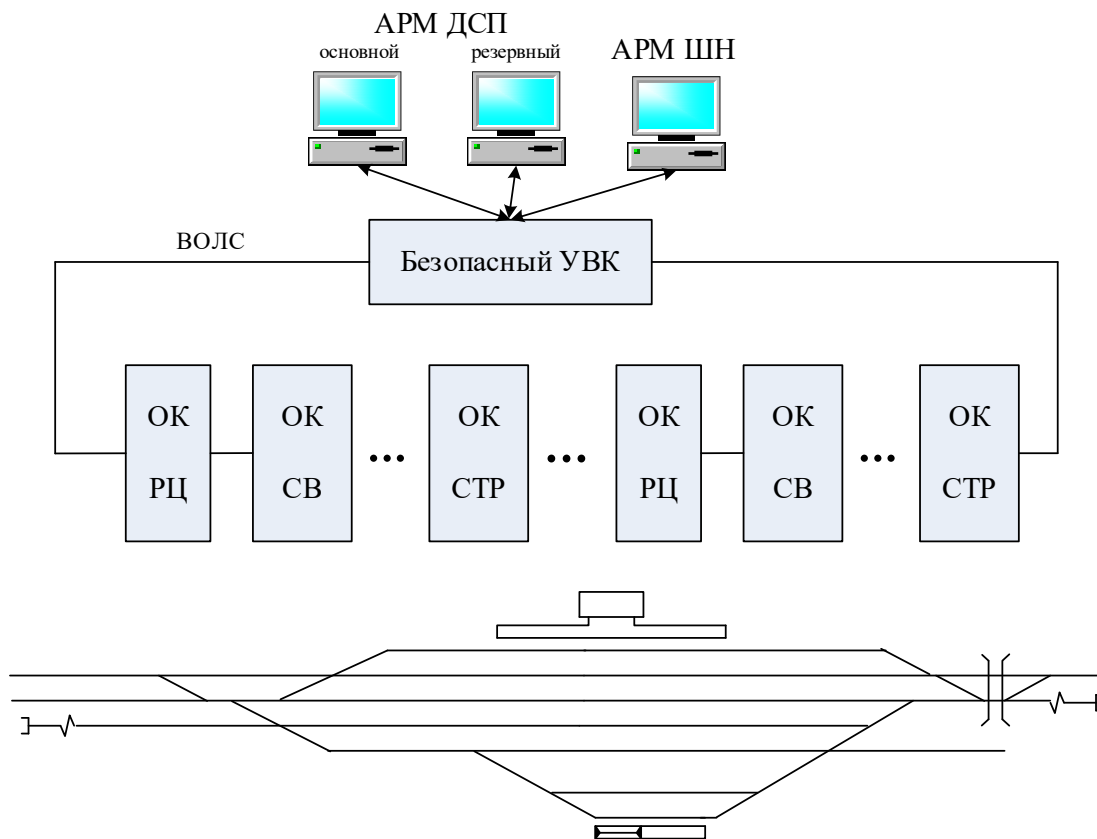 АРМ ДСП
основной
резервный
АРМ ШН
ВОЛС
Безопасный УВК
ОК
РЦ
ОК
СВ
ОК
СТР
ОК
РЦ
ОК
СВ
ОК
СТР